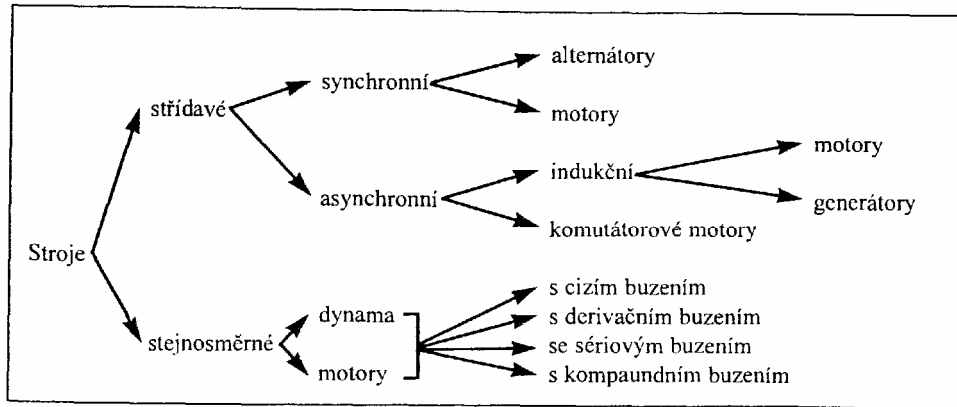 Stroje
střídavé
synchronní
alternátory
motory
asynchronní
indukční
motory
generátory
komutátorové motory
stejnosměrné
dynama
motory
s cizím buzením
s derivačním buzením
se sériovým buzením
s kompaundním buzením